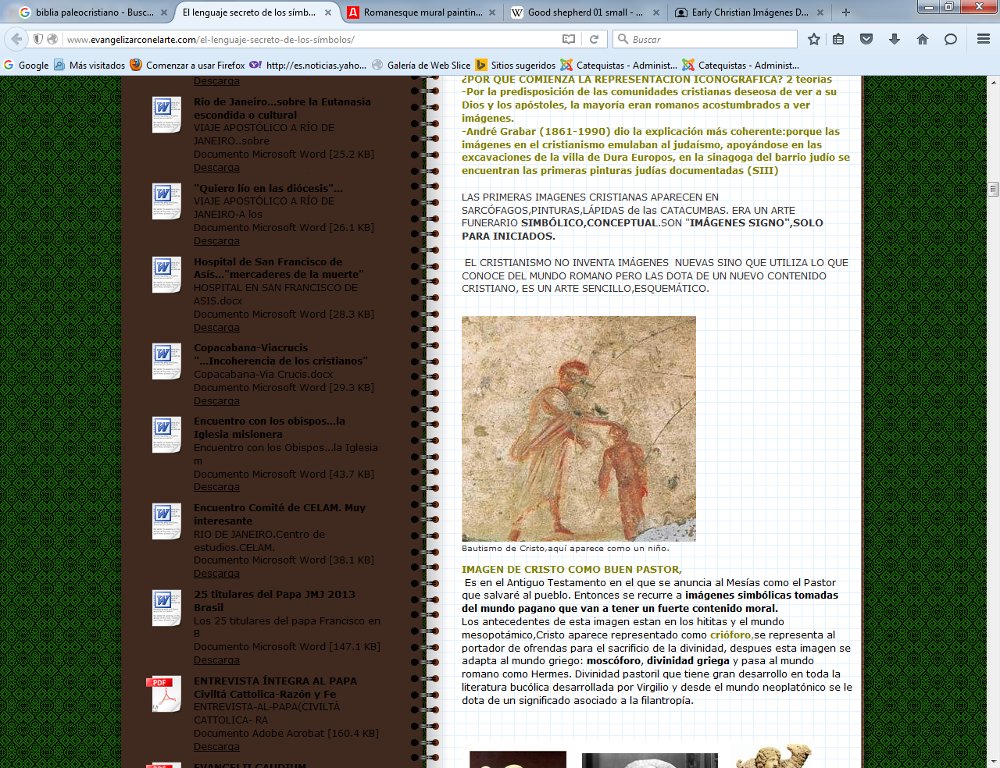 biblia paleocristiano - Busc...
El lenguaje secreto de los símb...
Romanesque mural paintin...
Good shepherd 01 small - ...
Early Christian Imágenes D...
www.evangelizarconelarte.com/el-lenguaje-secreto-de-los-símbolos/
Buscar
Google
Más visitados
Comenzar a usar Firefox
http://es.noticias.yaho...
Galería de Web Slice
Sitios sugeridos
Catequistas - Administ...
Catequistas - Administ...
Descarga
Rio de Janeiro...sobre la Eutanasia
escondida o cultural
VIAJE APOSTÓLICO A RÍO DE
JANEIRO..sobre
Documento Microsoft Word [25.2 KB]
Descarga
"Quiero lío en las diócesis"...
VIAJE APOSTÓLICO A RÍO DE
JANEIRO-A los
Documento Microsoft Word [26.1 KB]
Descarga
Hospital de San Francisco de
Asís..."mercaderes de la muerte"
HOSPITAL EN SAN FRANCISCO DE
ASIS.docx
Documento Microsoft Word [28.3 KB]
Descarga
Copacabana-Viacrucis
"...Incoherencia de los cristianos"
Copacabana-Via Crucis.docx
Documento Microsoft Word [29.3 KB]
Descarga
Encuentro con los obispos...la
Iglesia misionera
Encuentro con los Obispos...la Iglesia
m
Documento Microsoft Word [43.7 KB]
Descarga
Encuentro Comité de CELAM. Muy
interesante
RIO DE JANEIRO.Centro de
estudios.CELAM.
Documento Microsoft Word [38.1 KB]
Descarga
25 titulares del Papa JMJ 2013
Brasil
Los 25 titulares del papa Francisco en
B
Documento Microsoft Word [147.1 KB]
Descarga
ENTREVISTA ÍNTEGRA AL PAPA
Civiltá Cattolica-Razón y Fe
ENTREVISTA-AL-PAPA(CIVILTÀ
CATTOLICA- RA
Documento Adobe Acrobat [160.4 KB]
Descarga
EVANGELII GAUDIUM
¿POR QUE COMIENZA LA REPRESENTACIÓN ICONOGRÁFICA? 2 teorías
-Por la predisposición de las comunidades cristianas deseosa de ver a su
Dios y los apóstoles, la mayoría eran romanos acostumbrados a ver
imágenes.
-André Grabar (1861-1990) dio la explicación más coherente:porque las
imágenes en el cristianismo emulaban al judaísmo, apoyándose en las
excavaciones de la villa de Dura Europos, en la sinagoga del barrio judío se
encuentran las primeras pinturas judías documentadas (SIII)
LAS PRIMERAS IMAGENES CRISTIANAS APARECEN EN
SARCÓFAGOS,PINTURAS,LÁPIDAS de las CATACUMBAS. ERA UN ARTE
FUNERARIO SIMBÓLICO,CONCEPTUAL.SON "IMÁGENES SIGNO",SOLO
PARA INICIADOS.
EL CRISTIANISMO NO INVENTA IMÁGENES  NUEVAS SINO QUE UTILIZA LO QUE
CONOCE DEL MUNDO ROMANO PERO LAS DOTA DE UN NUEVO CONTENIDO
CRISTIANO, ES UN ARTE SENCILLO,ESQUEMÁTICO.
Bautismo de Cristo,aquí aparece como un niño.
IMAGEN DE CRISTO COMO BUEN PASTOR,
Es en el Antiguo Testamento en el que se anuncia al Mesías como el Pastor
que salvará al pueblo. Entonces se recurre a imágenes simbólicas tomadas
del mundo pagano que van a tener un fuerte contenido moral.
Los antecedentes de esta imagen estan en los hititas y el mundo
mesopotámico,Cristo aparece representado como crióforo,se representa al
portador de ofrendas para el sacrificio de la divinidad, despues esta imagen se
adapta al mundo griego: moscóforo, divinidad griega y pasa al mundo
romano como Hermes. Divinidad pastoril que tiene gran desarrollo en toda la
literatura bucólica desarrollada por Virgilio y desde el mundo neoplatónico se le
dota de un significado asociado a la filantropía.